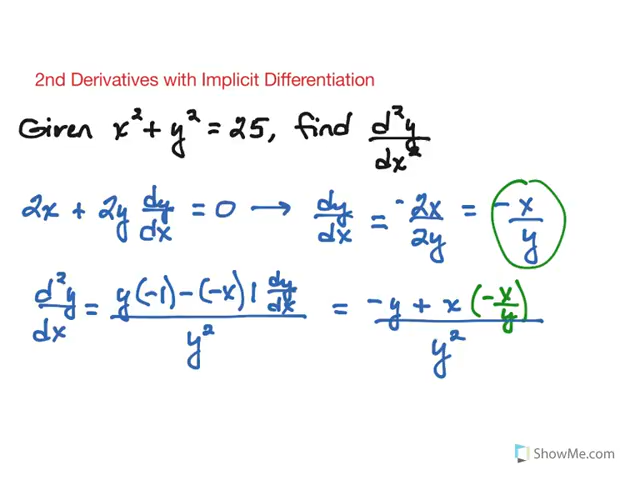 2nd Derivatives with Implicit Differentiation
Given x² + y² = 25, find d²y/dx²
2x + 2y dy/dx = 0 → dy/dx = -2x/2y = -x/y
d²y/dx = (y(-1) - (-x) 1 dy/dx)/y² = (-y + x(-x/y))/y²
ShowMe.com